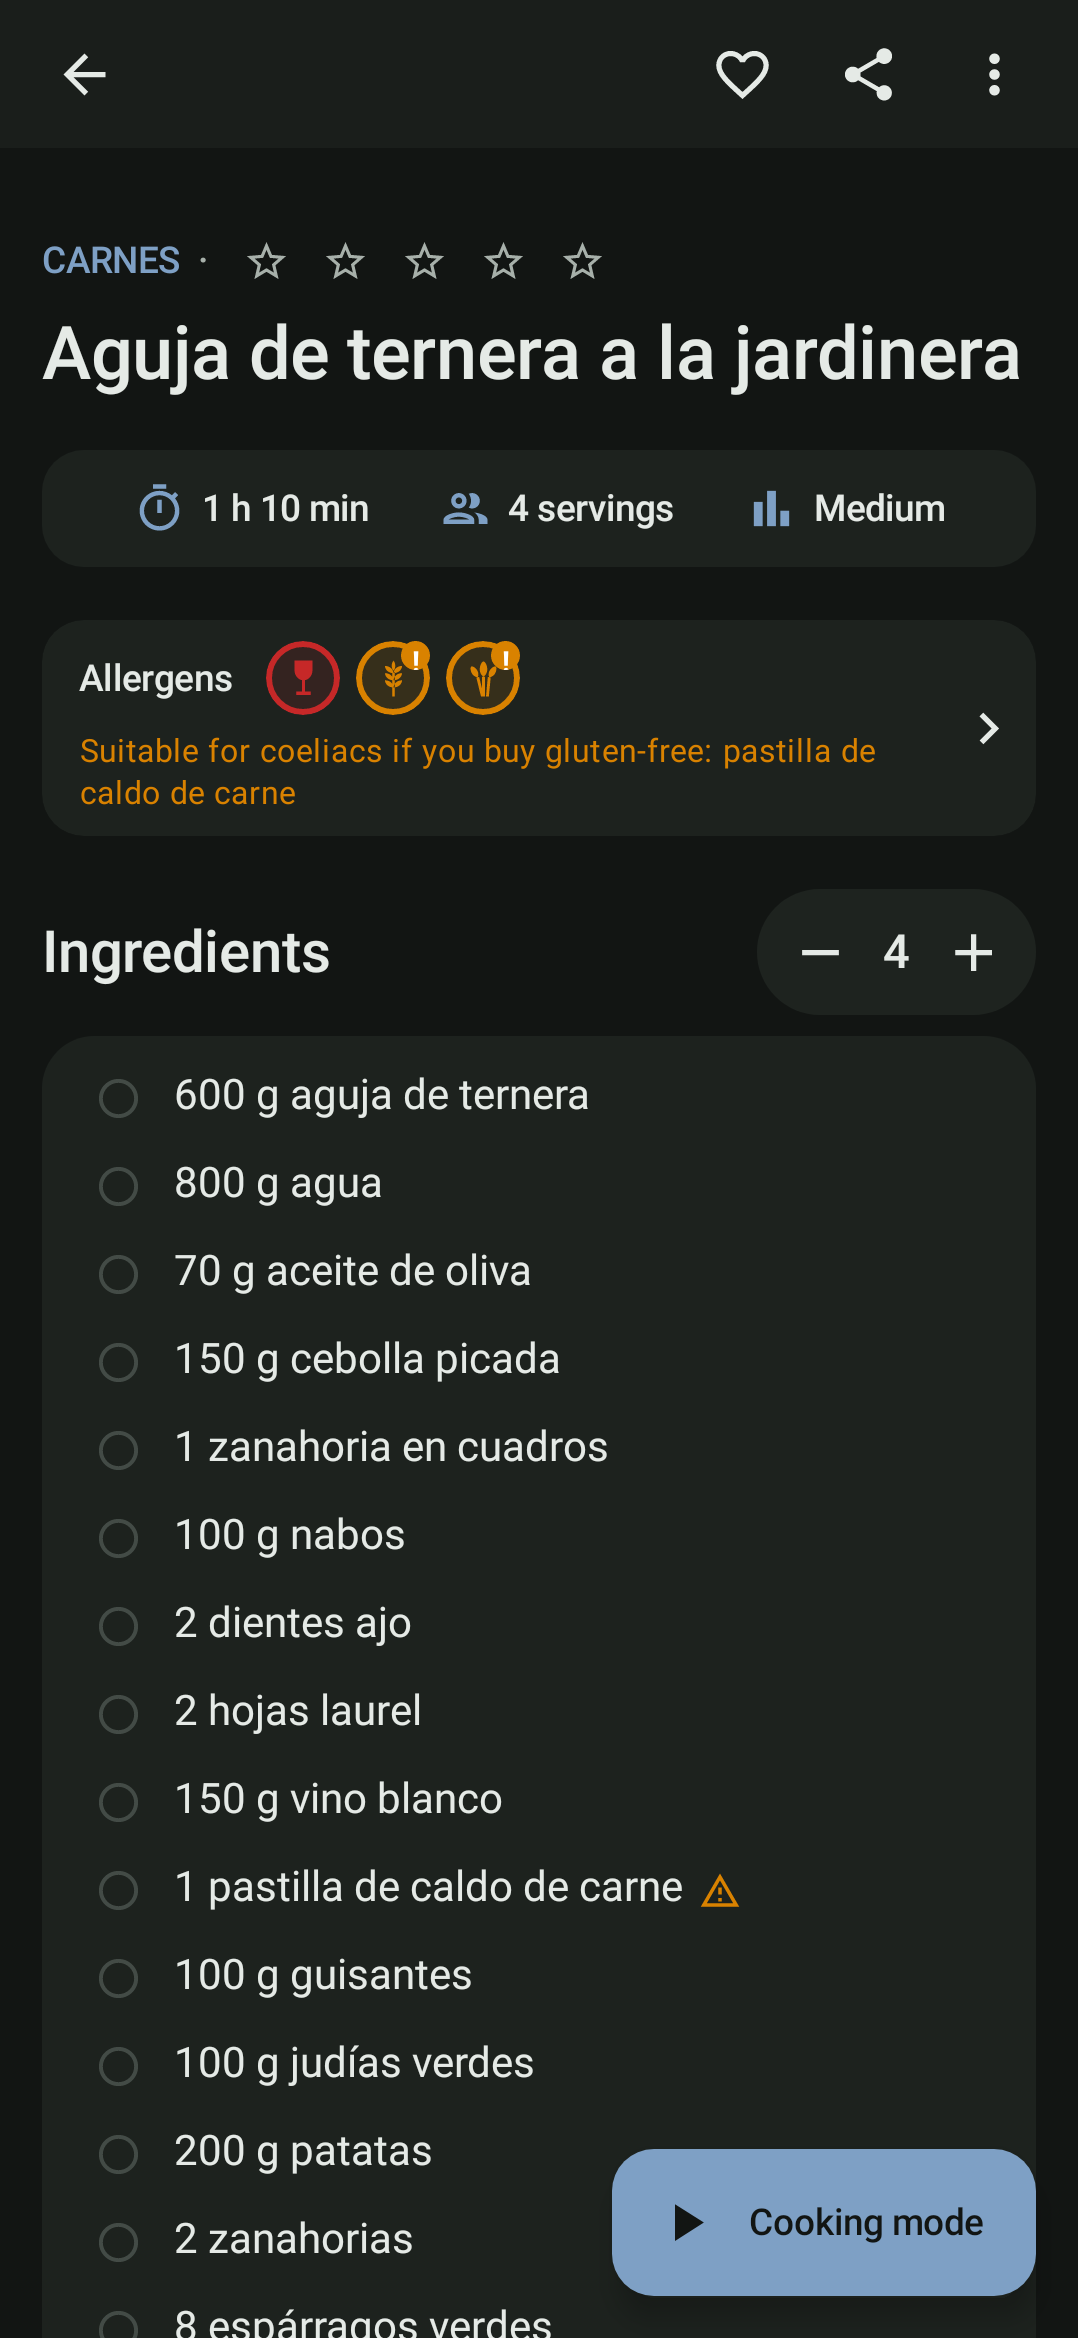 CARNES ·
Aguja de ternera a la jardinera
1 h 10 min 4 servings Medium
Allergens
Suitable for coeliacs if you buy gluten-free: pastilla de
caldo de carne
Ingredients
4
600 g aguja de ternera
800 g agua
70 g aceite de oliva
150 g cebolla picada
1 zanahoria en cuadros
100 g nabos
2 dientes ajo
2 hojas laurel
150 g vino blanco
1 pastilla de caldo de carne
100 g guisantes
100 g judías verdes
200 g patatas
2 zanahorias
Cooking mode
8 espárragos verdes